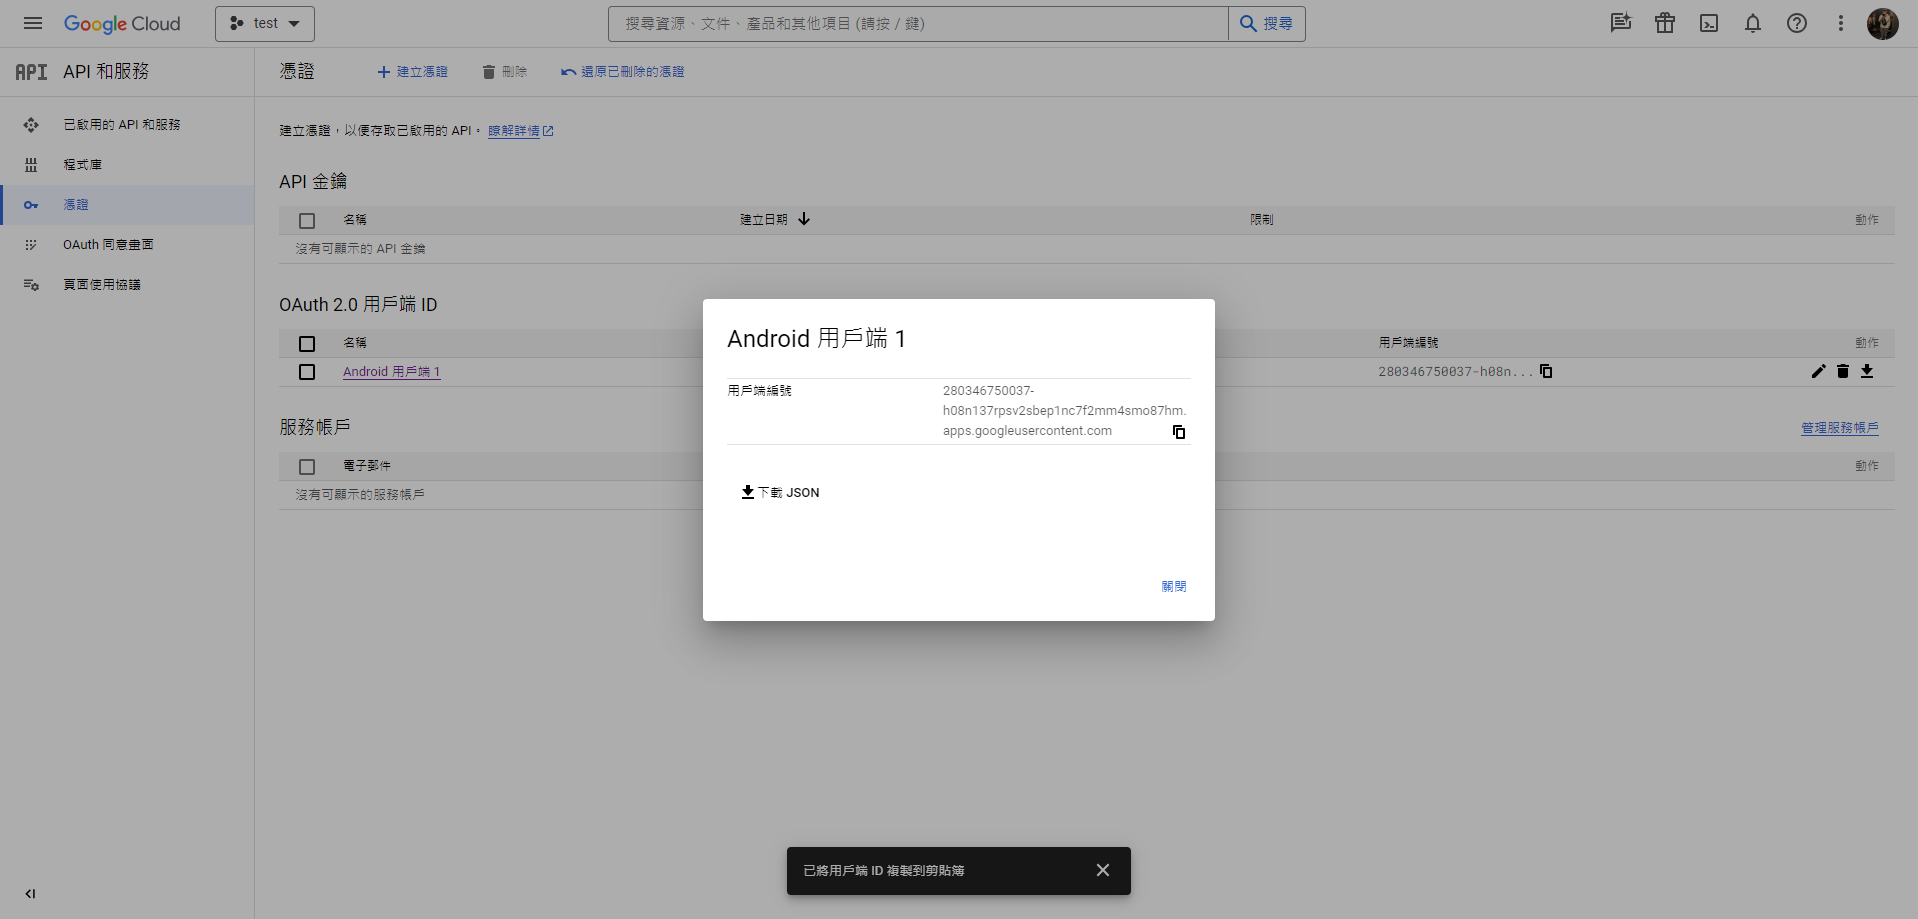 Google Cloud
test
搜尋資源、文件、產品和其他項目 (請按 / 鍵)
搜尋
API
API 和服務
憑證
建立憑證
刪除
還原已刪除的憑證
已啟用的 API 和服務
程式庫
憑證
OAuth 同意畫面
頁面使用協議
建立憑證，以便存取已啟用的 API。 瞭解詳情
API 金鑰
名稱 建立日期 限制 動作
沒有可顯示的 API 金鑰
OAuth 2.0 用戶端 ID
名稱 用戶端編號 動作
Android 用戶端 1 280346750037-h08n...
服務帳戶 管理服務帳戶
電子郵件 動作
沒有可顯示的服務帳戶
Android 用戶端 1
用戶端編號 280346750037-
h08n137rpsv2sbep1nc7f2mm4smo87hm.
apps.googleusercontent.com
下載 JSON
關閉
已將用戶端 ID 複製到剪貼簿